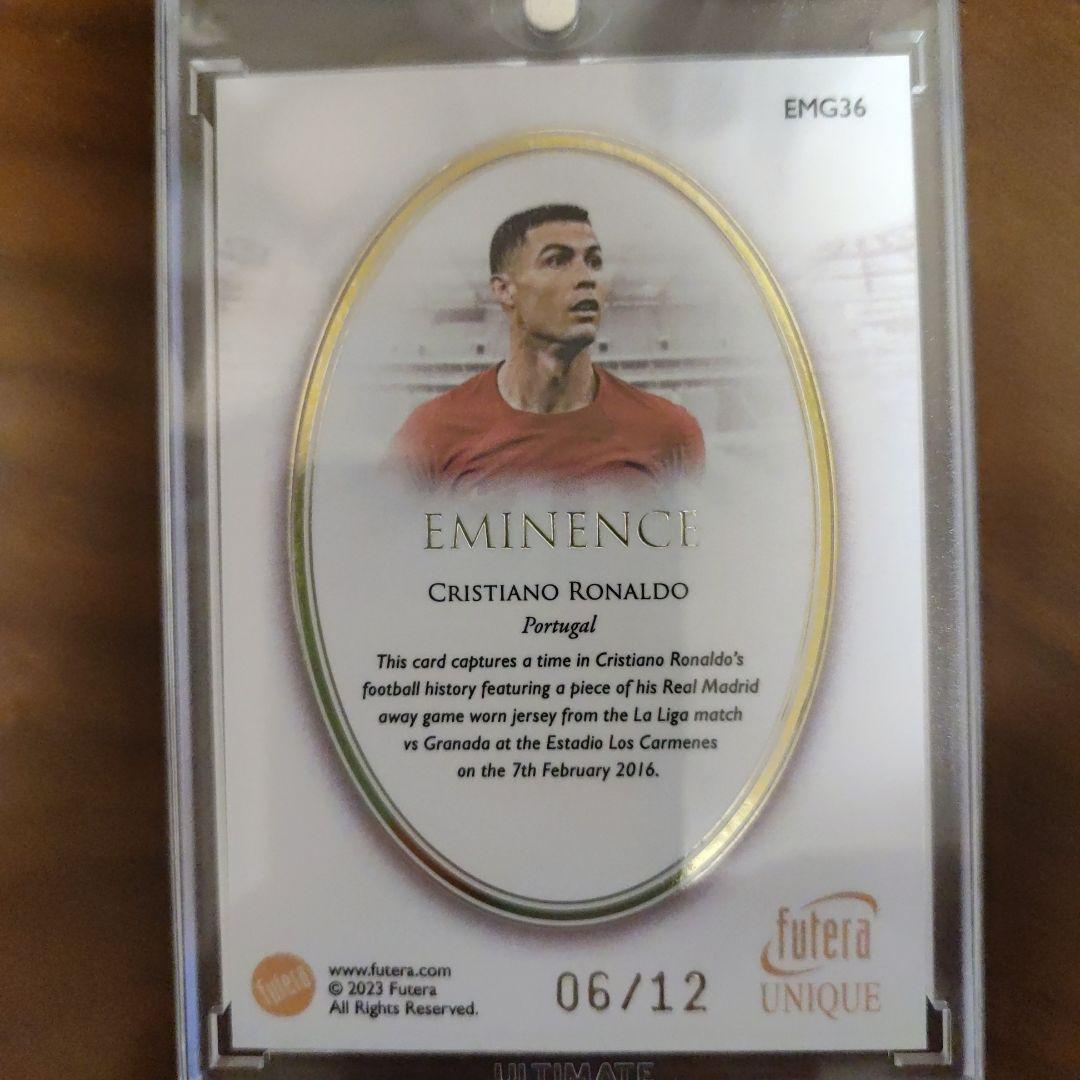 EMG36
EMINENCE
CRISTIANO RONALDO
Portugal
This card captures a time in Cristiano Ronaldo's
football history featuring a piece of his Real Madrid
away game worn jersey from the La Liga match
vs Granada at the Estadio Los Carmenes
on the 7th February 2016.
futera
www.futera.com
© 2023 Futera
All Rights Reserved.
06/12
futera
UNIQUE
ULTIMATE